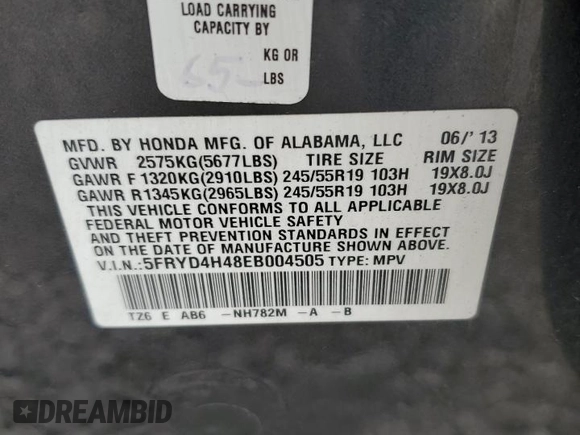 LOAD CARRYING
CAPACITY BY
KG OR
LBS
MFD. BY HONDA MFG. OF ALABAMA, LLC 06/'13
GVWR 2575KG(5677LBS) TIRE SIZE RIM SIZE
GAWR F 1320KG(2910LBS) 245/55R19 103H 19X8.0J
GAWR R 1345KG(2965LBS) 245/55R19 103H 19X8.0J
THIS VEHICLE CONFORMS TO ALL APPLICABLE
FEDERAL MOTOR VEHICLE SAFETY
AND THEFT PREVENTION STANDARDS IN EFFECT
ON THE DATE OF MANUFACTURE SHOWN ABOVE.
V.I.N.:5FRYD4H48EB004505 TYPE: MPV
TZ6 E AB6 -NH782M -A -B
DREAMBID